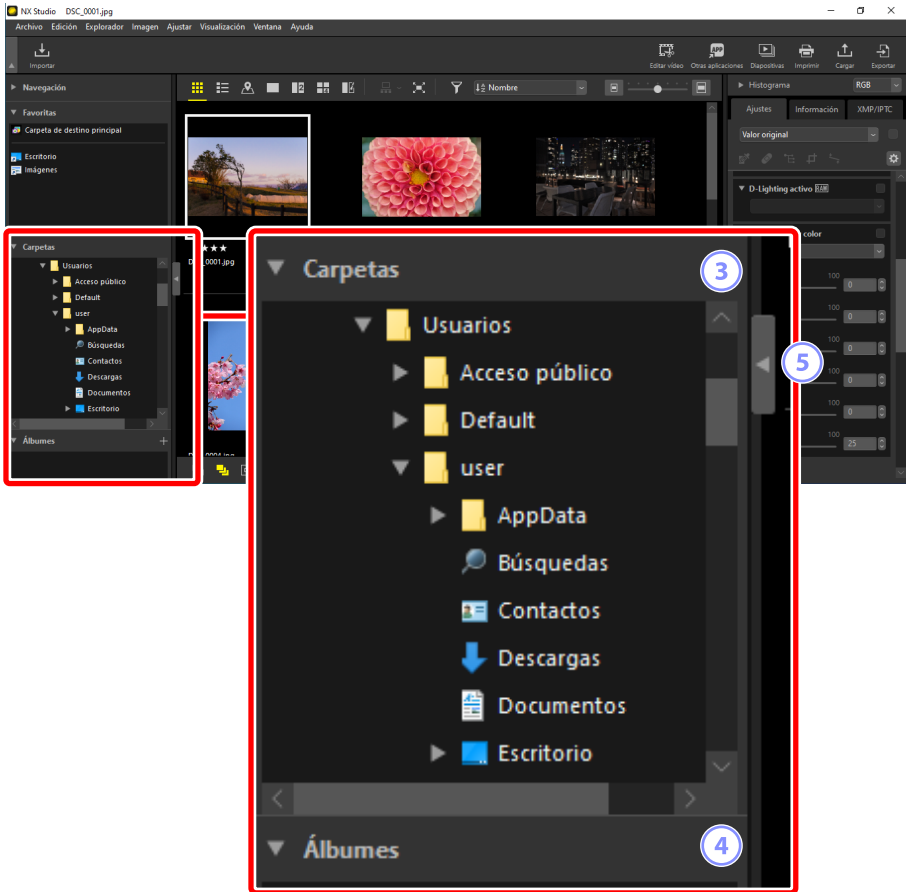 NX Studio DSC_0001.jpg
Archivo Edición Explorador Imagen Ajustar Visualización Ventana Ayuda
Importar
Editar vídeo Otras aplicaciones Diapositivas Imprimir Cargar Exportar
APP
Navegación
Favoritas
Carpeta de destino principal
Escritorio
Imágenes
Nombre
Histograma RGB
Ajustes Información XMP/IPTC
Valor original
D-Lighting activo RAW
color
100
0
0
100
0
100
0
100
0
100
25
Carpetas
Usuarios
Acceso público
Default
user
AppData
Búsquedas
Contactos
Descargas
Documentos
Escritorio
Álbumes
★★★
0001.jpg
Carpetas 3
Usuarios
Acceso público
5
Default
user
AppData
Búsquedas
Contactos
Descargas
Documentos
Escritorio
Álbumes 4